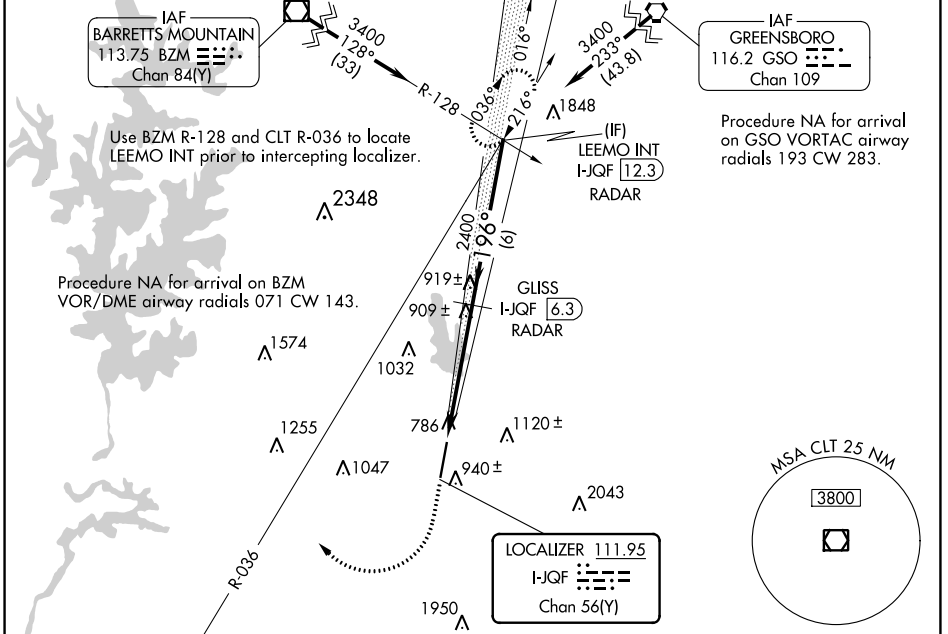 IAF
BARRETTS MOUNTAIN
113.75 BZM
Chan 84(Y)
3400
128°
(33)
R-128
036°
016°
216°
3400
233°
(43.8)
IAF
GREENSBORO
116.2 GSO
Chan 109
1848
Use BZM R-128 and CLT R-036 to locate
LEEMO INT prior to intercepting localizer.
(IF)
LEEMO INT
I-JQF 12.3
RADAR
Procedure NA for arrival
on GSO VORTAC airway
radials 193 CW 283.
2348
2400
196°
(6)
Procedure NA for arrival on BZM
VOR/DME airway radials 071 CW 143.
919±
909±
GLISS
I-JQF 6.3
RADAR
1574
1032
1255
786
1120±
1047
940±
2043
MSA CLT 25 NM
3800
R-036
LOCALIZER 111.95
I-JQF
Chan 56(Y)
1950